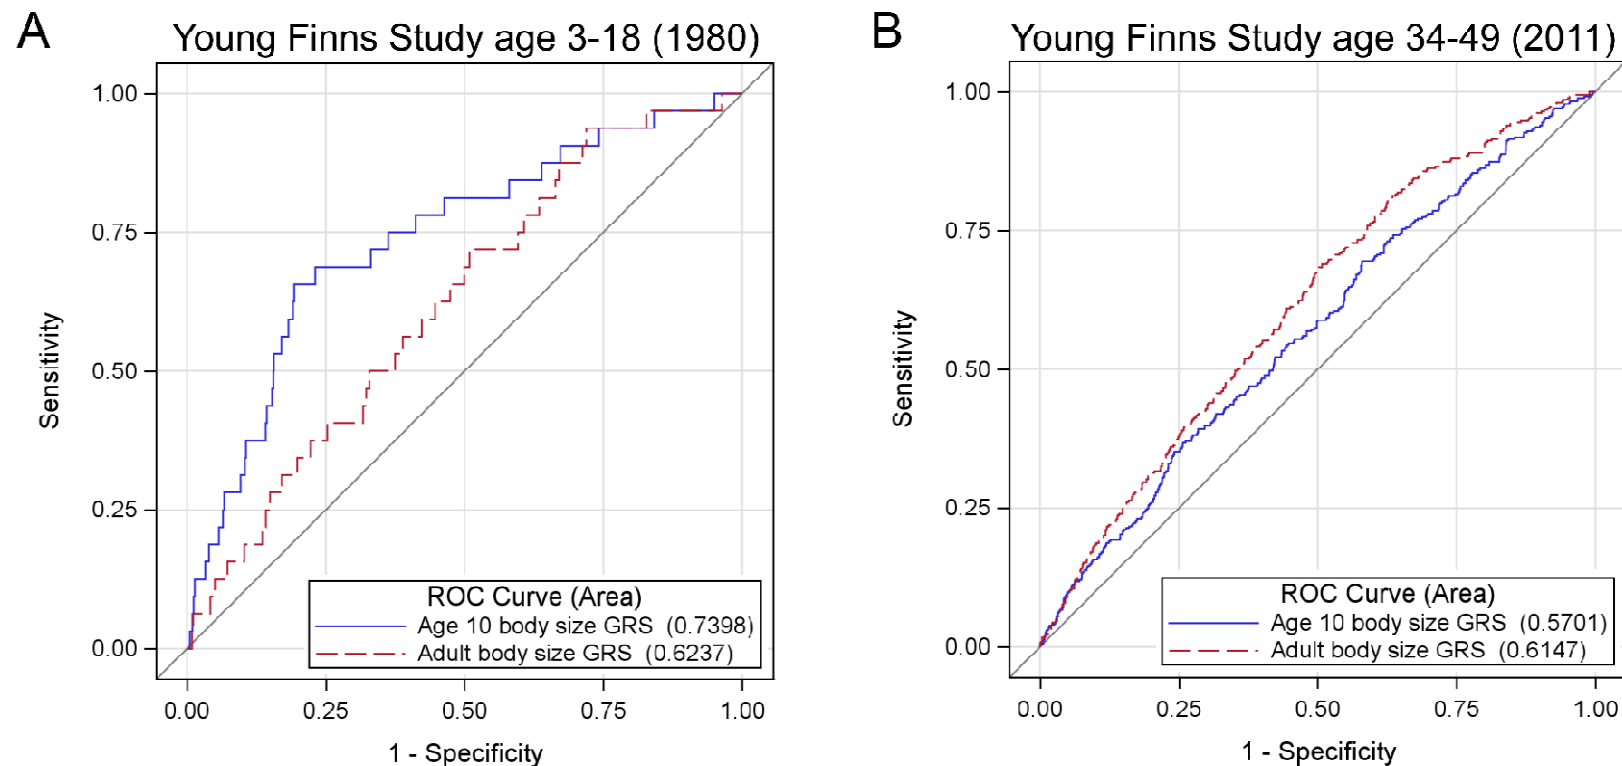 A
Young Finns Study age 3-18 (1980)
1.00
0.75
0.50
0.25
0.00
Sensitivity
ROC Curve (Area)
Age 10 body size GRS (0.7398)
Adult body size GRS (0.6237)
0.00 0.25 0.50 0.75 1.00
1 - Specificity
B
Young Finns Study age 34-49 (2011)
1.00
0.75
0.50
0.25
0.00
Sensitivity
ROC Curve (Area)
Age 10 body size GRS (0.5701)
Adult body size GRS (0.6147)
0.00 0.25 0.50 0.75 1.00
1 - Specificity